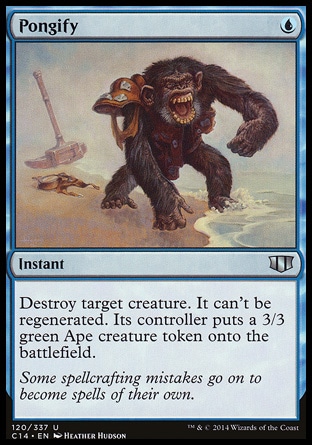 Pongify
Instant
Destroy target creature. It can't be
regenerated. Its controller puts a 3/3
green Ape creature token onto the
battlefield.
Some spellcrafting mistakes go on to
become spells of their own.
120/337 U
C14 • EN HEATHER HUDSON
™ & © 2014 Wizards of the Coast